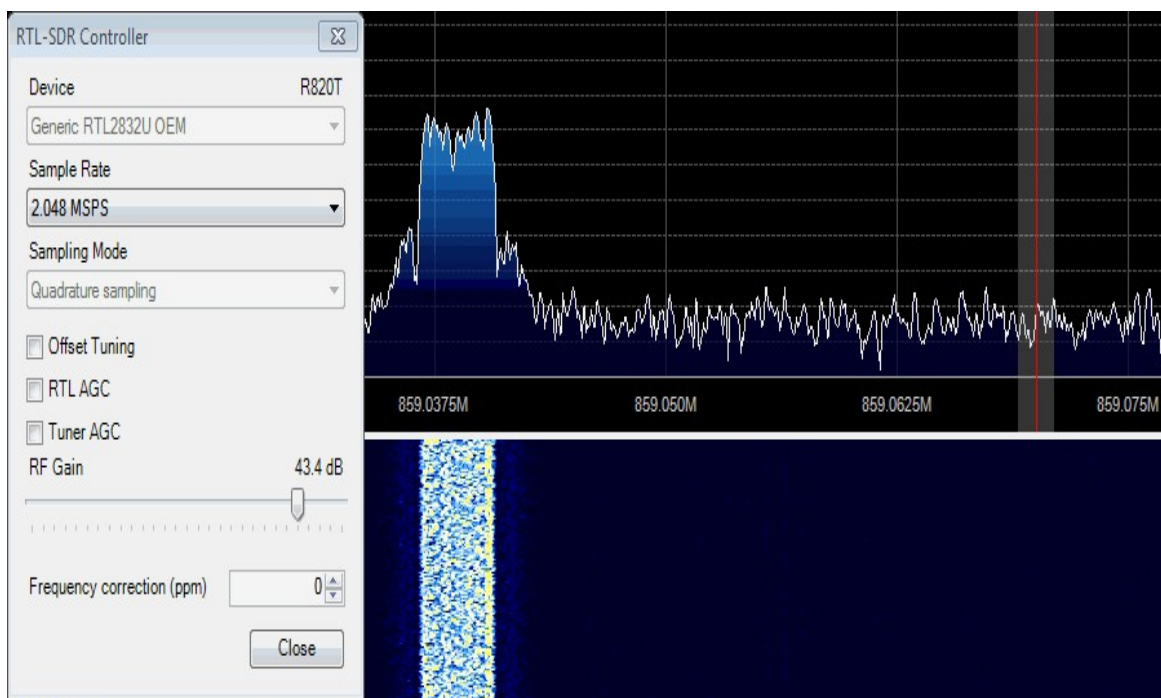 RTL-SDR Controller
Device R820T
Generic RTL2832U OEM
Sample Rate
2.048 MSPS
Sampling Mode
Quadrature sampling
Offset Tuning
RTL AGC
Tuner AGC
RF Gain 43.4 dB
Frequency correction (ppm) 0
Close
859.0375M 859.050M 859.0625M 859.075M